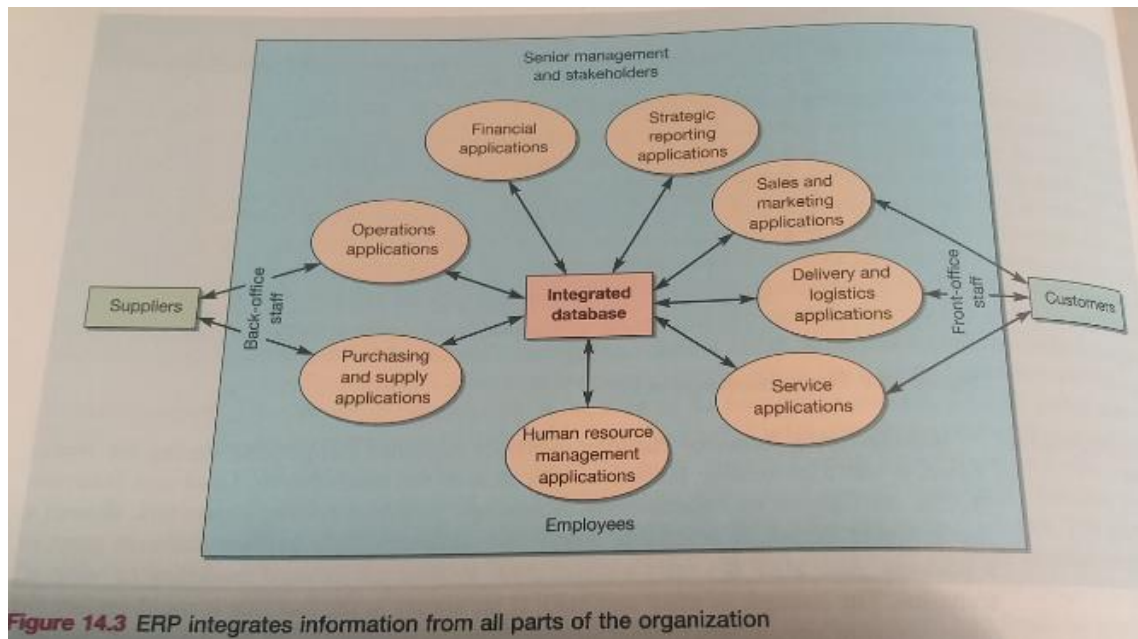 Senior management
and stakeholders
Financial
applications
Strategic
reporting
applications
Sales and
marketing
applications
Operations
applications
Delivery and
logistics
applications
Integrated
database
Suppliers
Back-office
staff
Front-office
staff
Customers
Purchasing
and supply
applications
Service
applications
Human resource
management
applications
Employees
Figure 14.3 ERP integrates information from all parts of the organization